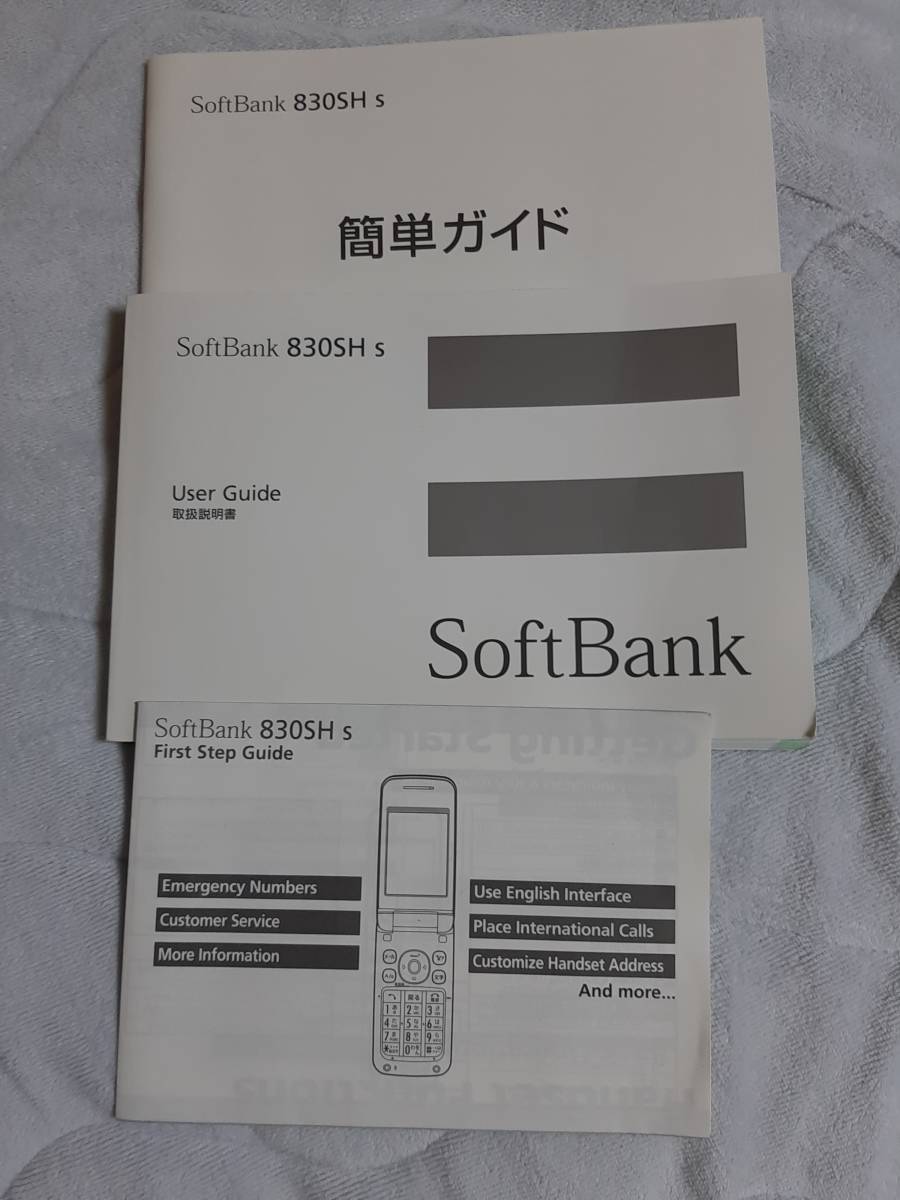 SoftBank 830SH s
簡単ガイド
SoftBank 830SH s
User Guide
取扱説明書
SoftBank
SoftBank 830SH s
First Step Guide
Emergency Numbers
Customer Service
More Information
Use English Interface
Place International Calls
Customize Handset Address
And more...